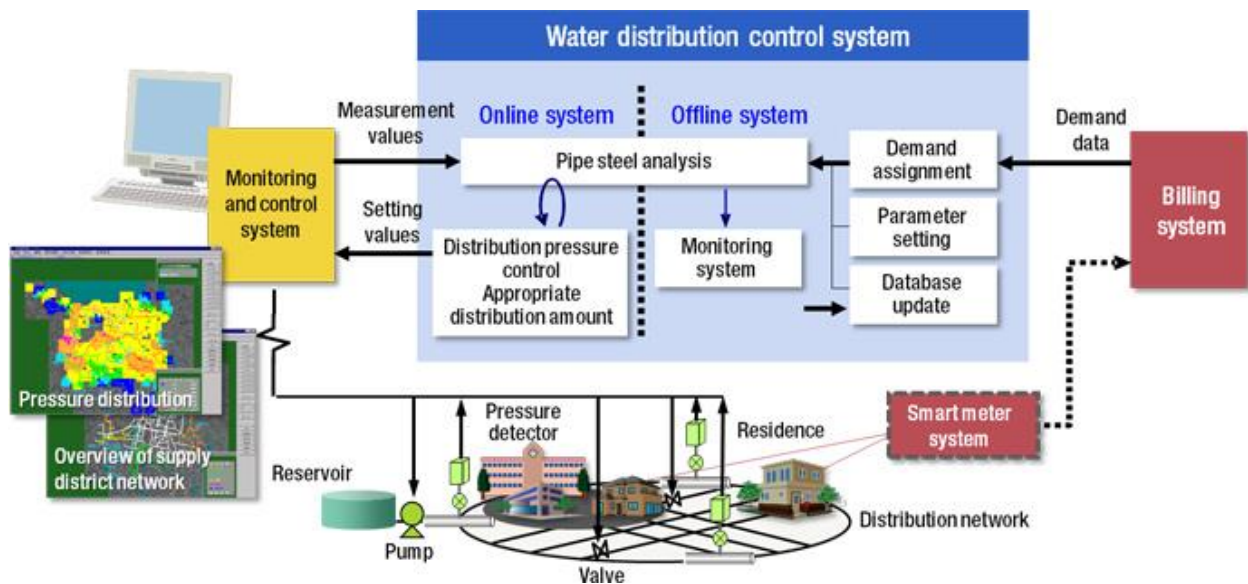 Water distribution control system
Measurement
values
Online system
Offline system
Demand
data
Pipe steel analysis
Demand
assignment
Monitoring
and control
system
Billing
system
Setting
values
Parameter
setting
Distribution pressure
control
Appropriate
distribution amount
Monitoring
system
Database
update
Pressure distribution
Overview of supply
district network
Pressure
detector
Residence
Smart meter
system
Reservoir
Pump
Valve
Distribution network